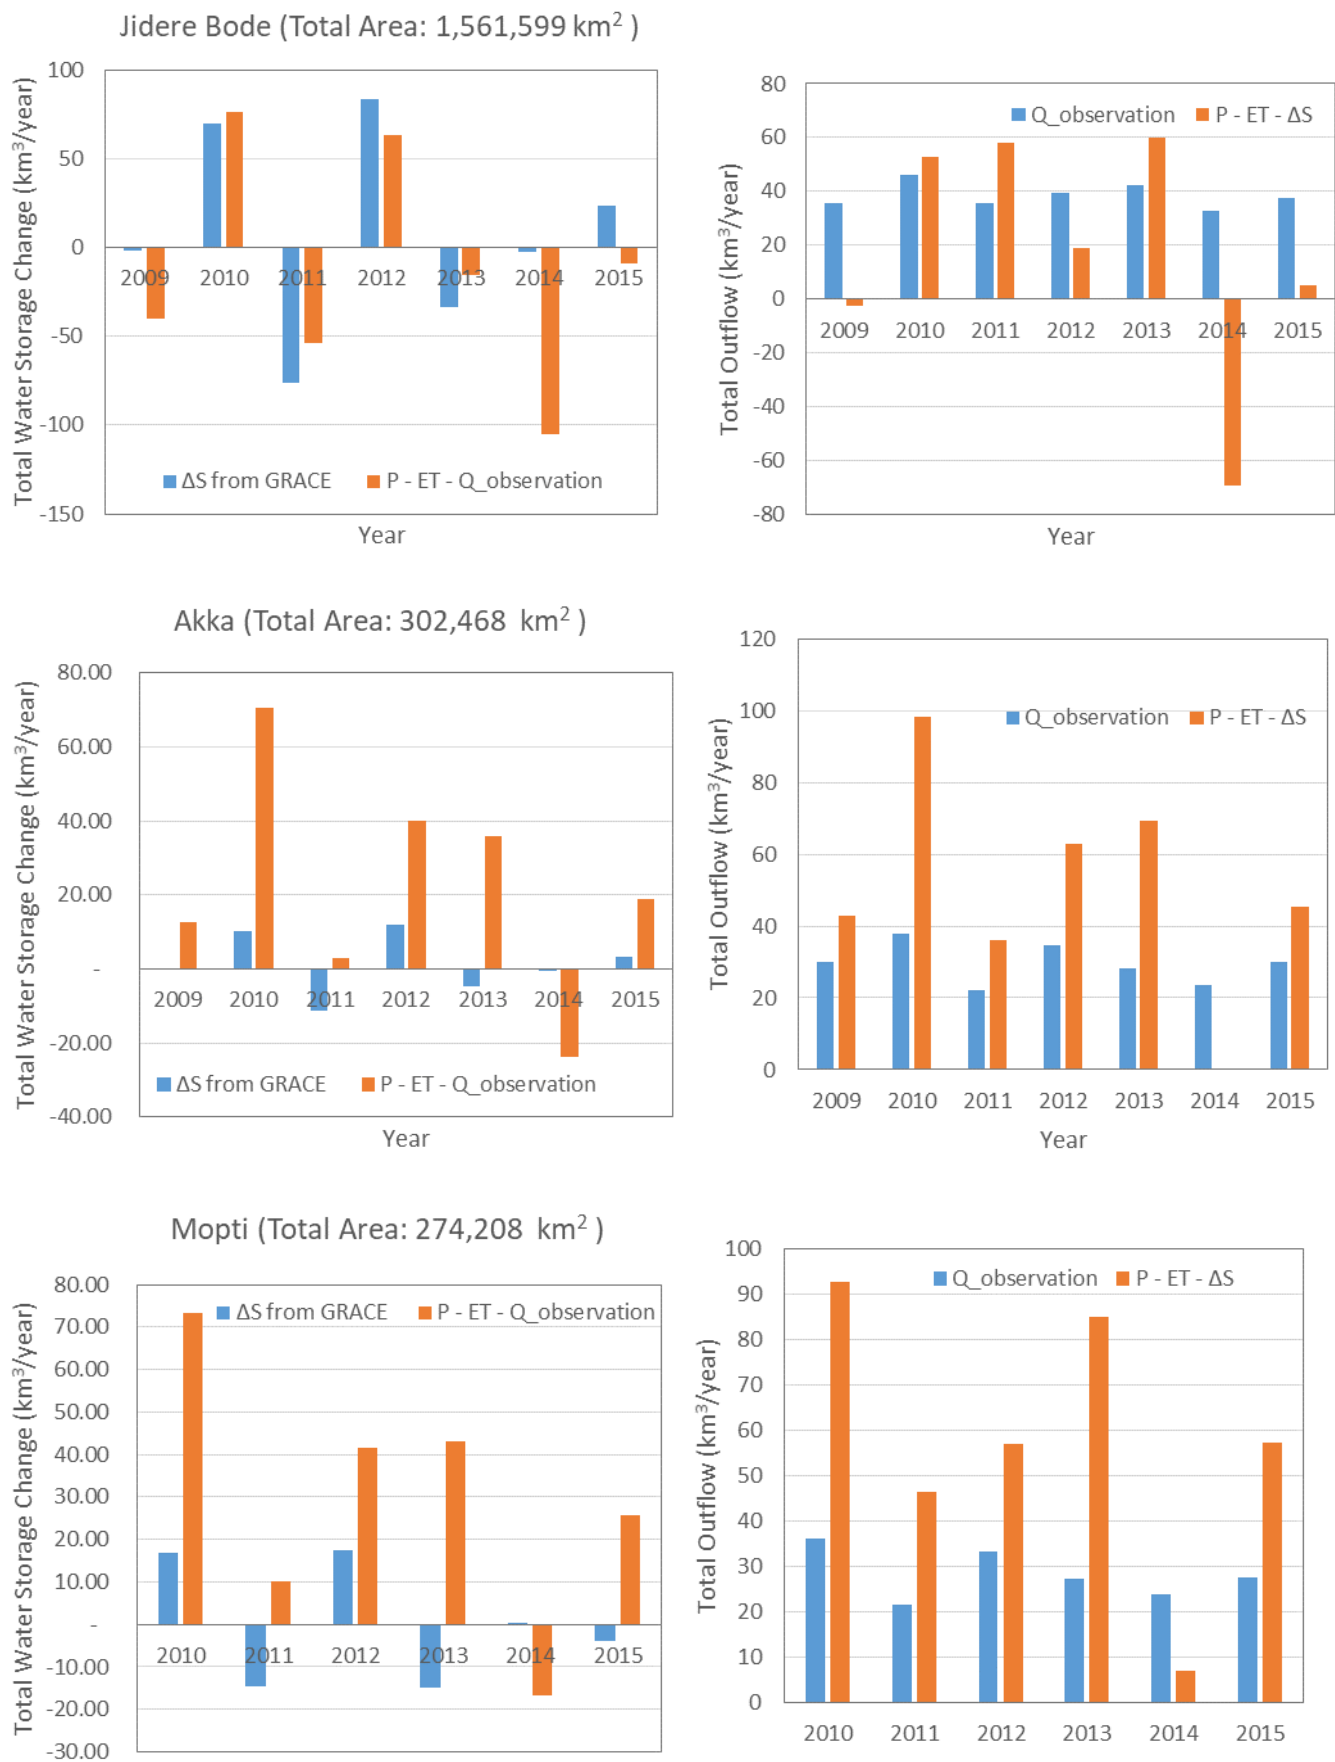 Jidere Bode (Total Area: 1,561,599 km² )
Total Water Storage Change (km³/year)
100
50
0
-50
-100
-150
2009 2010 2011 2012 2013 2014 2015
ΔS from GRACE P - ET - Q_observation
Year
Total Outflow (km³/year)
80
60
40
20
0
-20
-40
-60
-80
Q_observation P - ET - ΔS
2009 2010 2011 2012 2013 2014 2015
Year
Akka (Total Area: 302,468 km² )
Total Water Storage Change (km³/year)
80.00
60.00
40.00
20.00
-
-20.00
-40.00
2009 2010 2011 2012 2013 2014 2015
ΔS from GRACE P - ET - Q_observation
Year
Total Outflow (km³/year)
120
100
80
60
40
20
0
Q_observation P - ET - ΔS
2009 2010 2011 2012 2013 2014 2015
Year
Mopti (Total Area: 274,208 km² )
Total Water Storage Change (km³/year)
80.00
70.00
60.00
50.00
40.00
30.00
20.00
10.00
-
-10.00
-20.00
-30.00
ΔS from GRACE P - ET - Q_observation
2010 2011 2012 2013 2014 2015
Total Outflow (km³/year)
100
90
80
70
60
50
40
30
20
10
0
Q_observation P - ET - ΔS
2010 2011 2012 2013 2014 2015